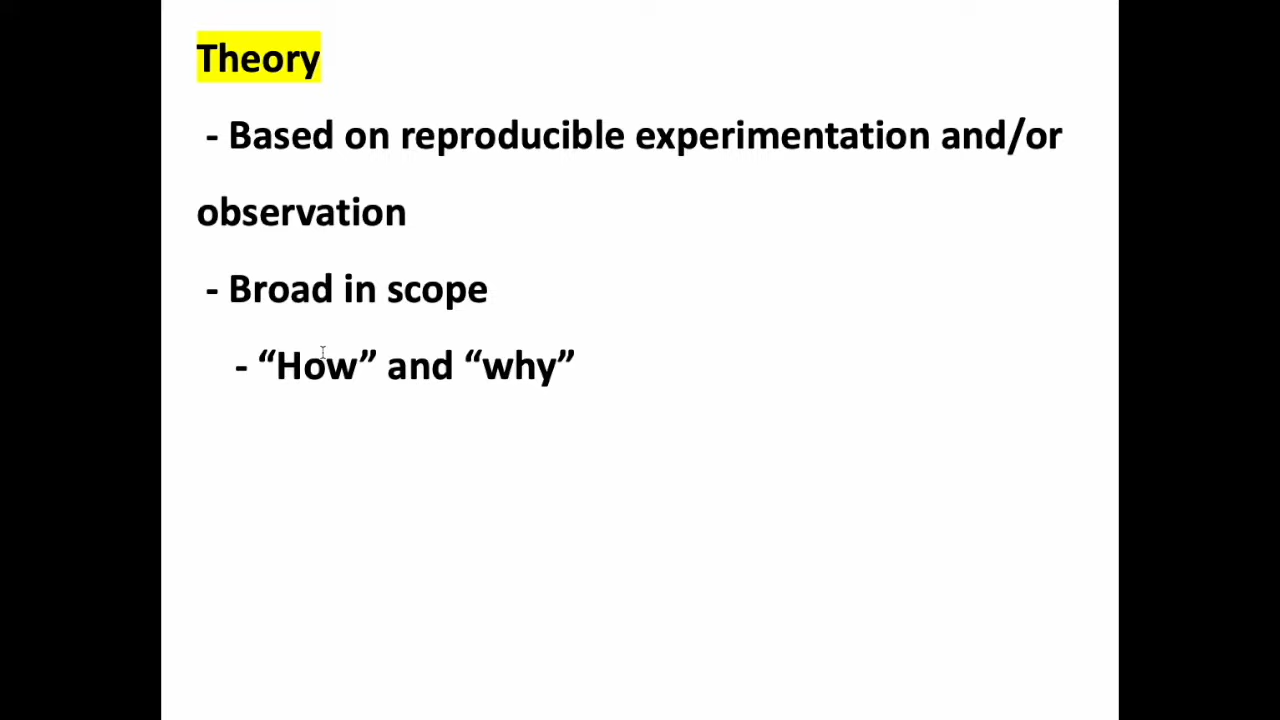 Theory
- Based on reproducible experimentation and/or
observation
- Broad in scope
- “How” and “why”